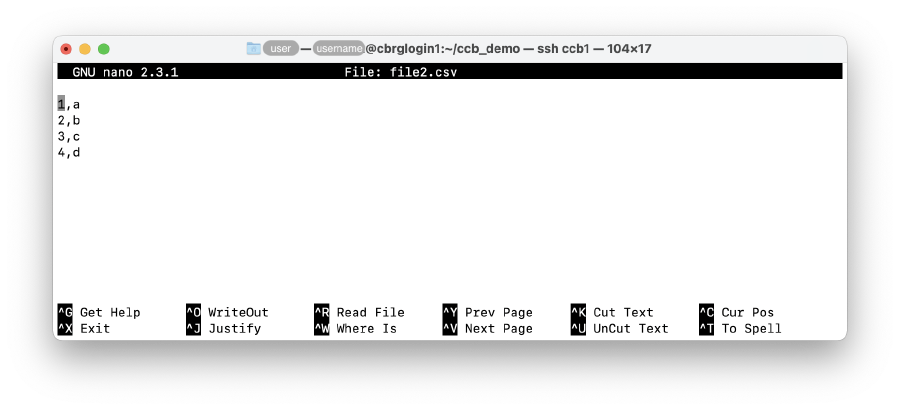 user — username@cbrglogin1:~/ccb_demo — ssh ccb1 — 104×17
GNU nano 2.3.1 File: file2.csv
1,a
2,b
3,c
4,d
^G Get Help ^O WriteOut ^R Read File ^Y Prev Page ^K Cut Text ^C Cur Pos
^X Exit ^J Justify ^W Where Is ^V Next Page ^U UnCut Text ^T To Spell